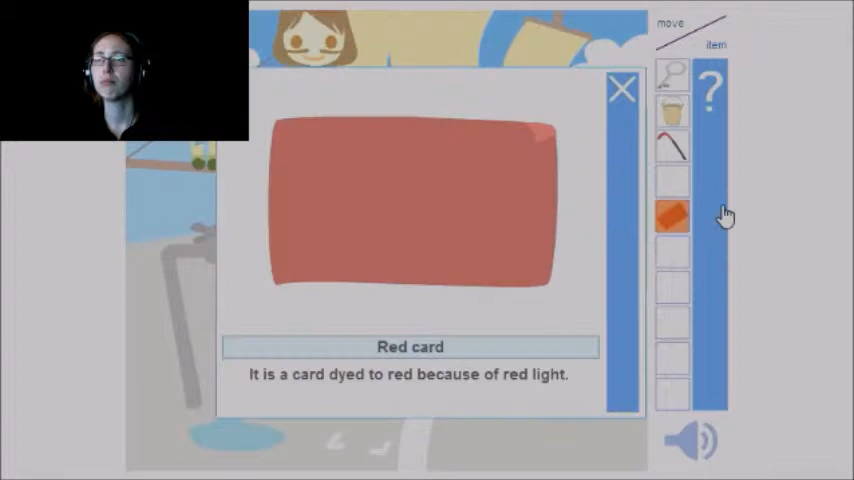 move
item
?
Red card
It is a card dyed to red because of red light.